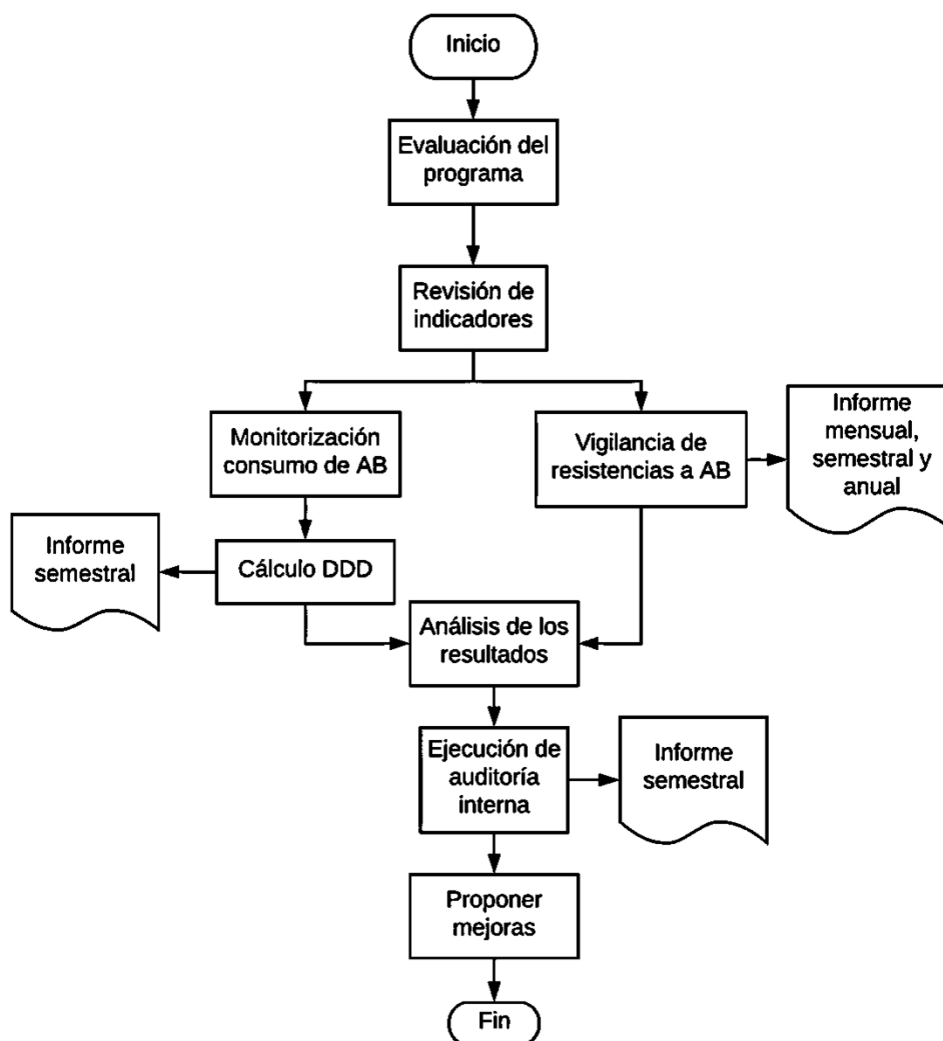 Inicio
Evaluación del
programa
Revisión de
indicadores
Monitorización
consumo de AB
Vigilancia de
resistencias a AB
Informe
mensual,
semestral y
anual
Informe
semestral
Cálculo DDD
Análisis de los
resultados
Ejecución de
auditoría
interna
Informe
semestral
Proponer
mejoras
Fin